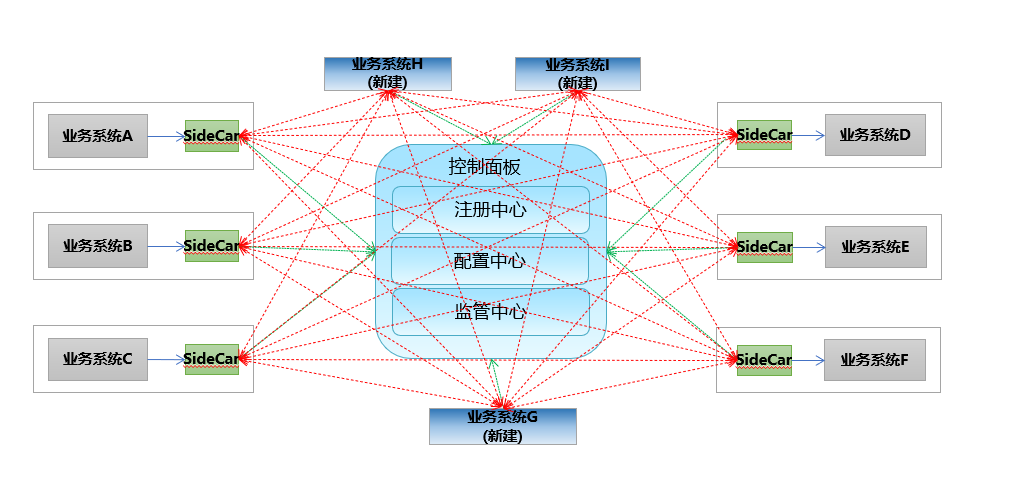 业务系统H
(新建)
业务系统I
(新建)
业务系统A
SideCar
SideCar
业务系统D
控制面板
注册中心
业务系统B
SideCar
SideCar
业务系统E
配置中心
监管中心
业务系统C
SideCar
SideCar
业务系统F
业务系统G
(新建)